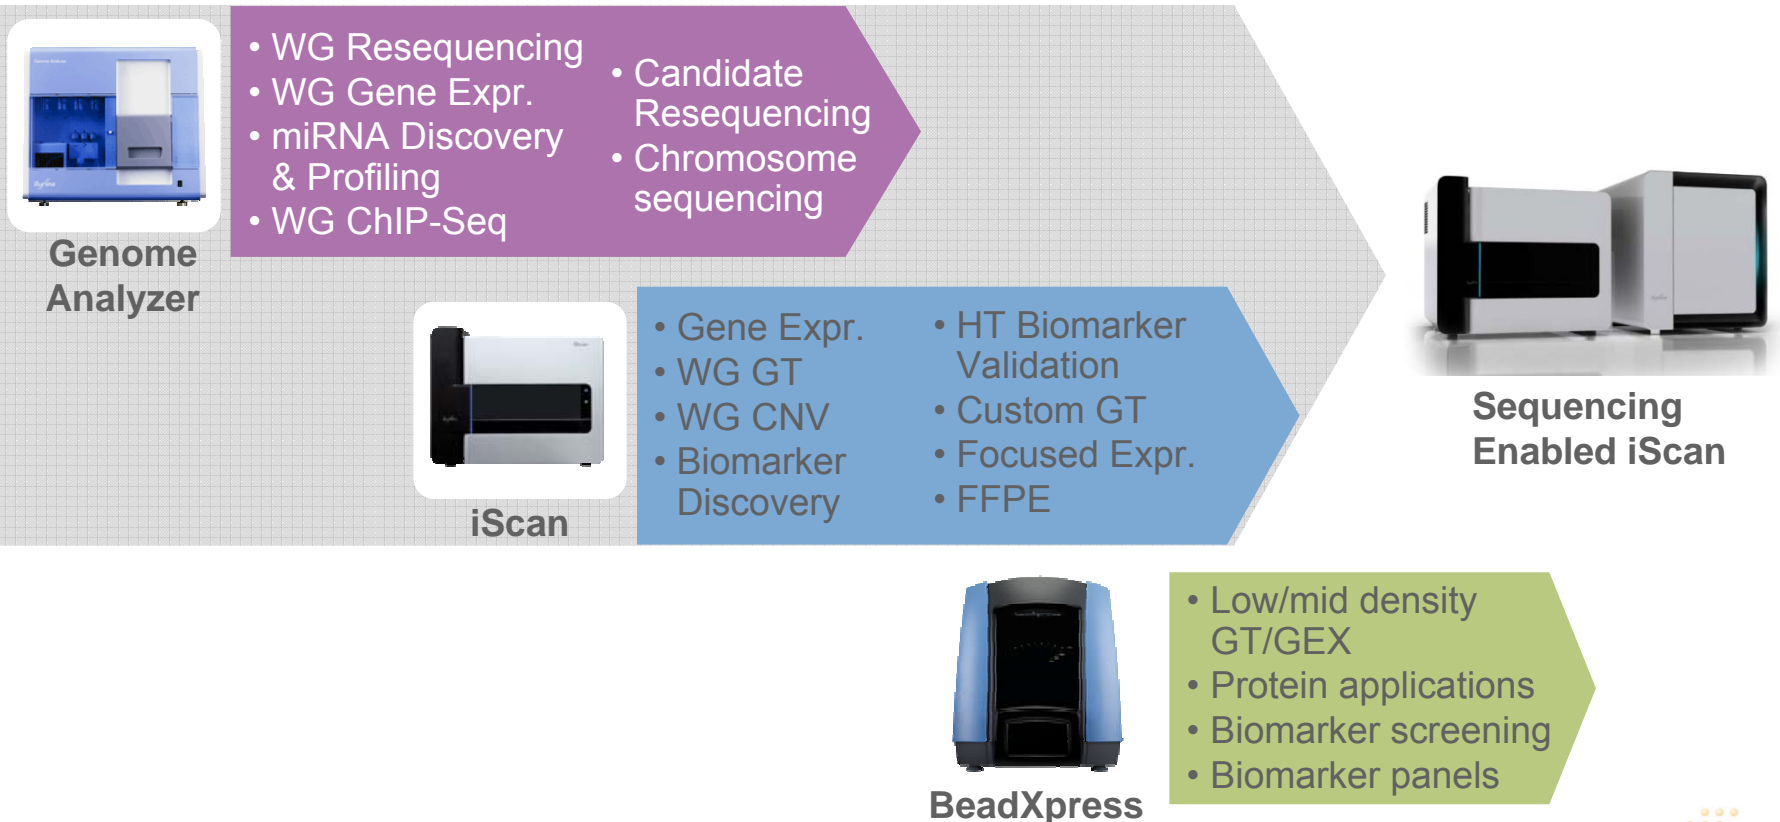 • WG Resequencing
• WG Gene Expr.
• miRNA Discovery
& Profiling
• WG ChIP-Seq
• Candidate
Resequencing
• Chromosome
sequencing
Genome
Analyzer
• Gene Expr.
• WG GT
• WG CNV
• Biomarker
Discovery
• HT Biomarker
Validation
• Custom GT
• Focused Expr.
• FFPE
iScan
Sequencing
Enabled iScan
• Low/mid density
GT/GEX
• Protein applications
• Biomarker screening
• Biomarker panels
BeadXpress